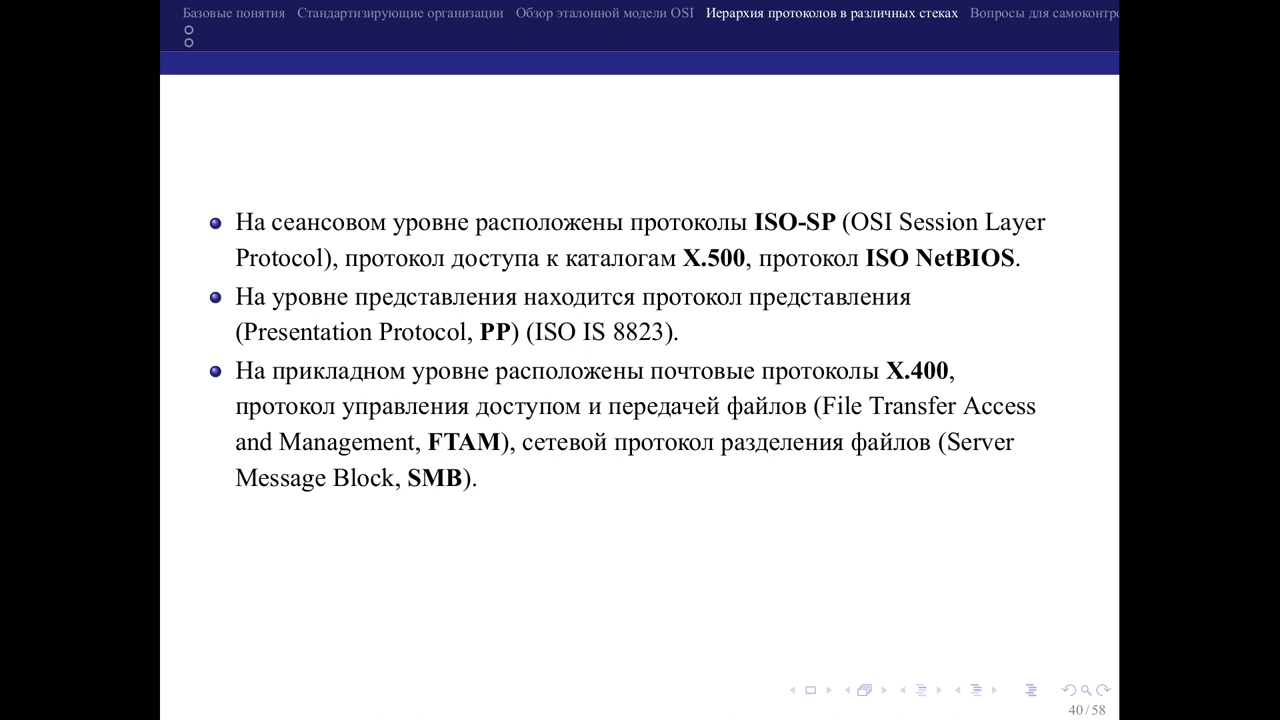 Базовые понятия Стандартизирующие организации Обзор эталонной модели OSI Иерархия протоколов в различных стеках Вопросы для самоконтро
На сеансовом уровне расположены протоколы ISO-SP (OSI Session Layer
Protocol), протокол доступа к каталогам X.500, протокол ISO NetBIOS.
На уровне представления находится протокол представления
(Presentation Protocol, PP) (ISO IS 8823).
На прикладном уровне расположены почтовые протоколы X.400,
протокол управления доступом и передачей файлов (File Transfer Access
and Management, FTAM), сетевой протокол разделения файлов (Server
Message Block, SMB).
40 / 58